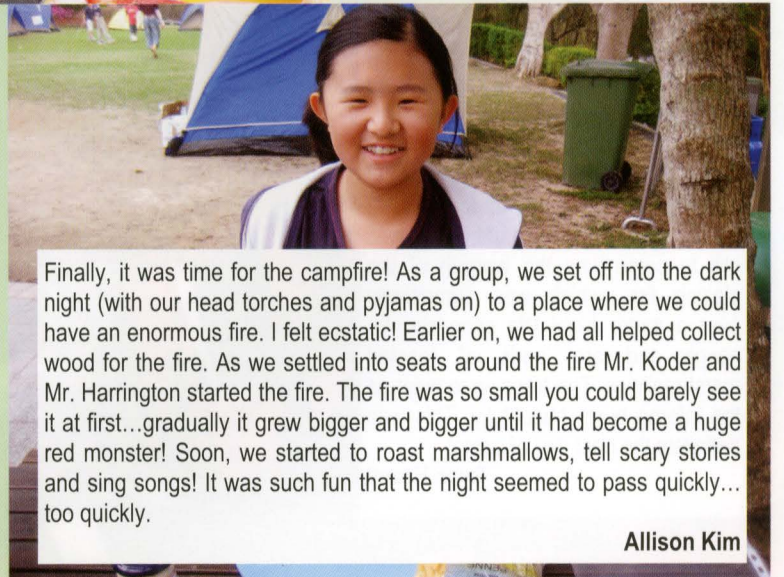 Finally, it was time for the campfire! As a group, we set off into the dark
night (with our head torches and pyjamas on) to a place where we could
have an enormous fire. I felt ecstatic! Earlier on, we had all helped collect
wood for the fire. As we settled into seats around the fire Mr. Koder and
Mr. Harrington started the fire. The fire was so small you could barely see
it at first…gradually it grew bigger and bigger until it had become a huge
red monster! Soon, we started to roast marshmallows, tell scary stories
and sing songs! It was such fun that the night seemed to pass quickly…
too quickly.
Allison Kim